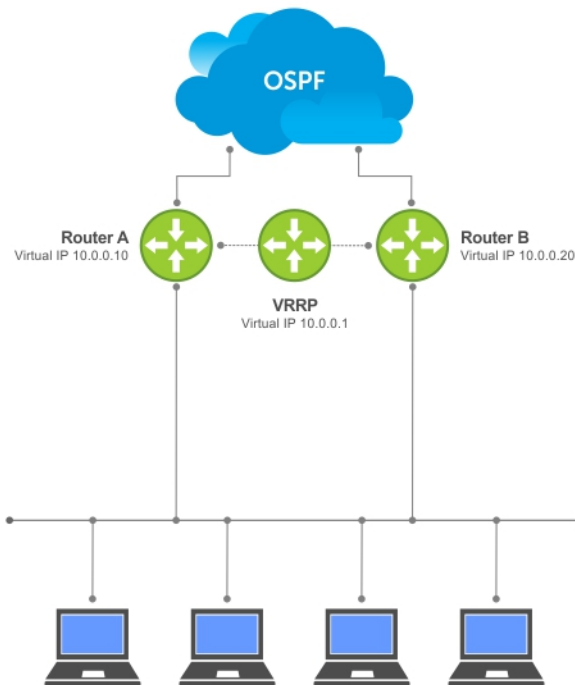 OSPF
Router A
Virtual IP 10.0.0.10
Router B
Virtual IP 10.0.0.20
VRRP
Virtual IP 10.0.0.1